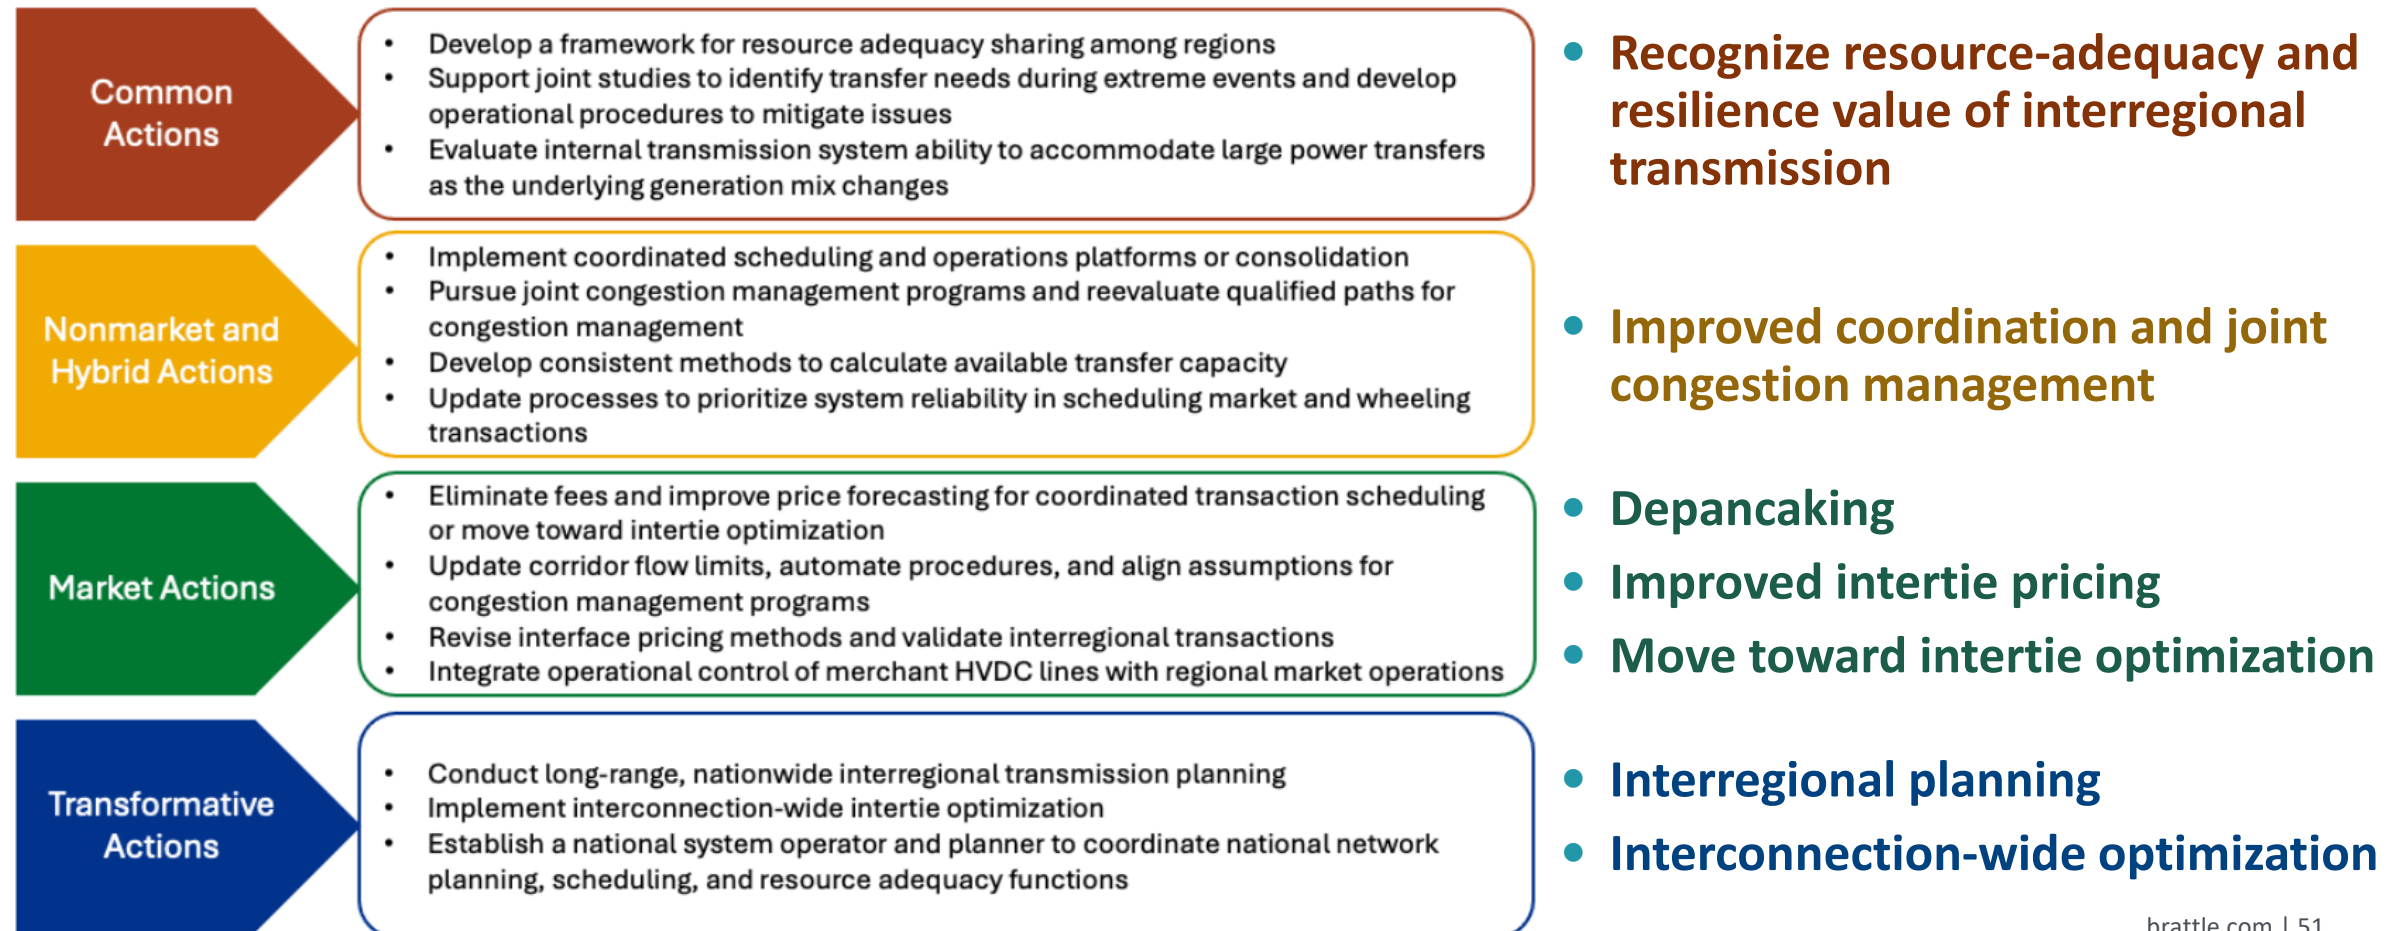 Common
Actions
• Develop a framework for resource adequacy sharing among regions
• Support joint studies to identify transfer needs during extreme events and develop
operational procedures to mitigate issues
• Evaluate internal transmission system ability to accommodate large power transfers
as the underlying generation mix changes
• Recognize resource-adequacy and
resilience value of interregional
transmission
Nonmarket and
Hybrid Actions
• Implement coordinated scheduling and operations platforms or consolidation
• Pursue joint congestion management programs and reevaluate qualified paths for
congestion management
• Develop consistent methods to calculate available transfer capacity
• Update processes to prioritize system reliability in scheduling market and wheeling
transactions
• Improved coordination and joint
congestion management
Market Actions
• Eliminate fees and improve price forecasting for coordinated transaction scheduling
or move toward intertie optimization
• Update corridor flow limits, automate procedures, and align assumptions for
congestion management programs
• Revise interface pricing methods and validate interregional transactions
• Integrate operational control of merchant HVDC lines with regional market operations
• Depancaking
• Improved intertie pricing
• Move toward intertie optimization
Transformative
Actions
• Conduct long-range, nationwide interregional transmission planning
• Implement interconnection-wide intertie optimization
• Establish a national system operator and planner to coordinate national network
planning, scheduling, and resource adequacy functions
• Interregional planning
• Interconnection-wide optimization
brattle.com | 51